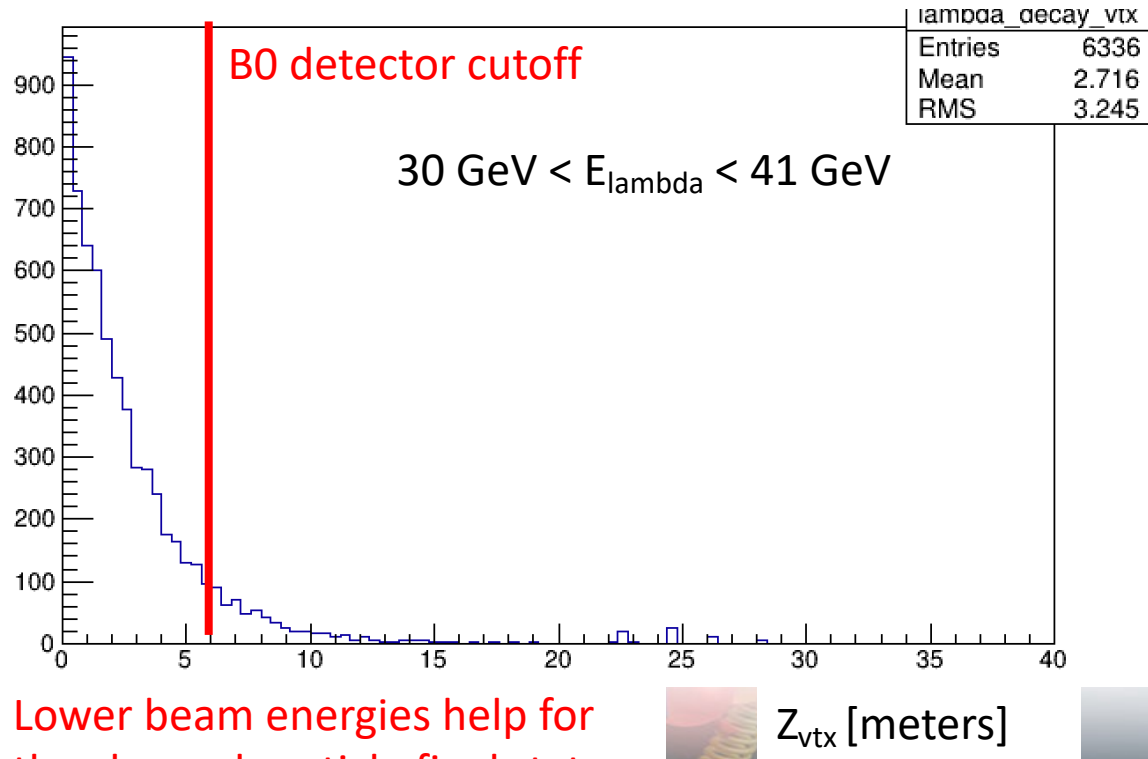 lambda_decay_vtx
Entries 6336
Mean 2.716
RMS 3.245
B0 detector cutoff
30 GeV < E_lambda < 41 GeV
900
800
700
600
500
400
300
200
100
0
0 5 10 15 20 25 30 35 40
Z_vtx [meters]
Lower beam energies help for